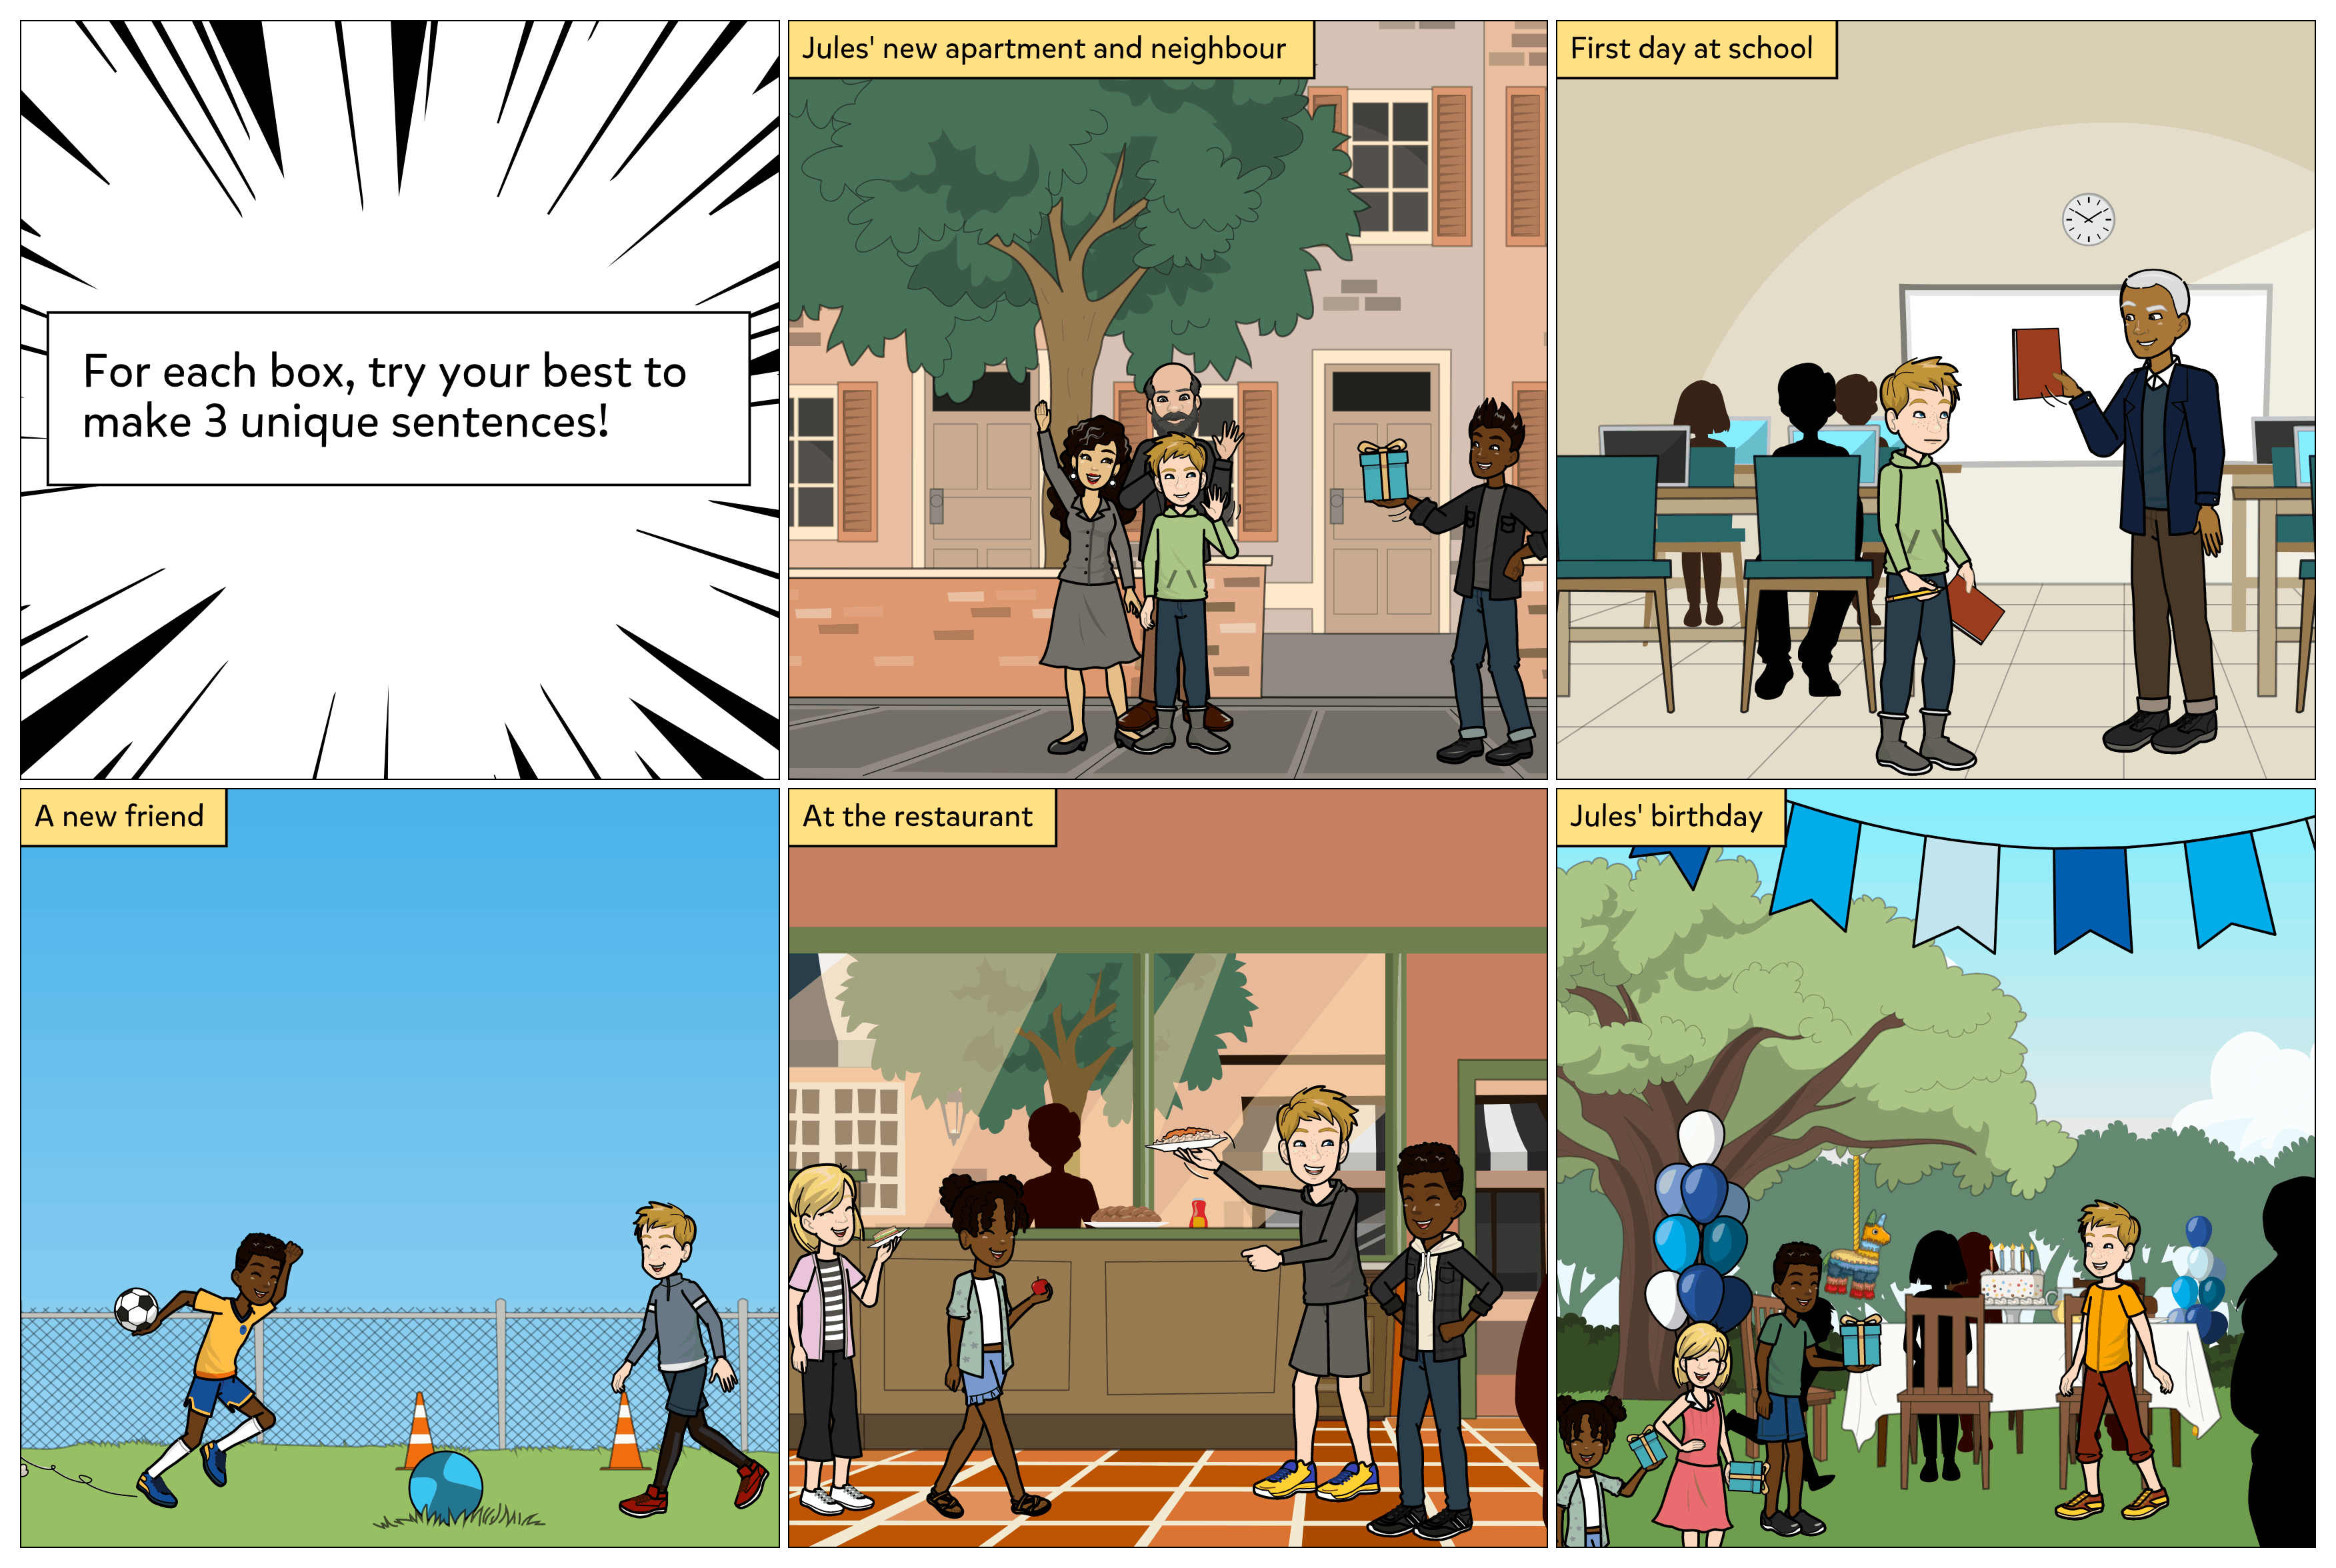 For each box, try your best to
make 3 unique sentences!
Jules' new apartment and neighbour
First day at school
A new friend
At the restaurant
Jules' birthday